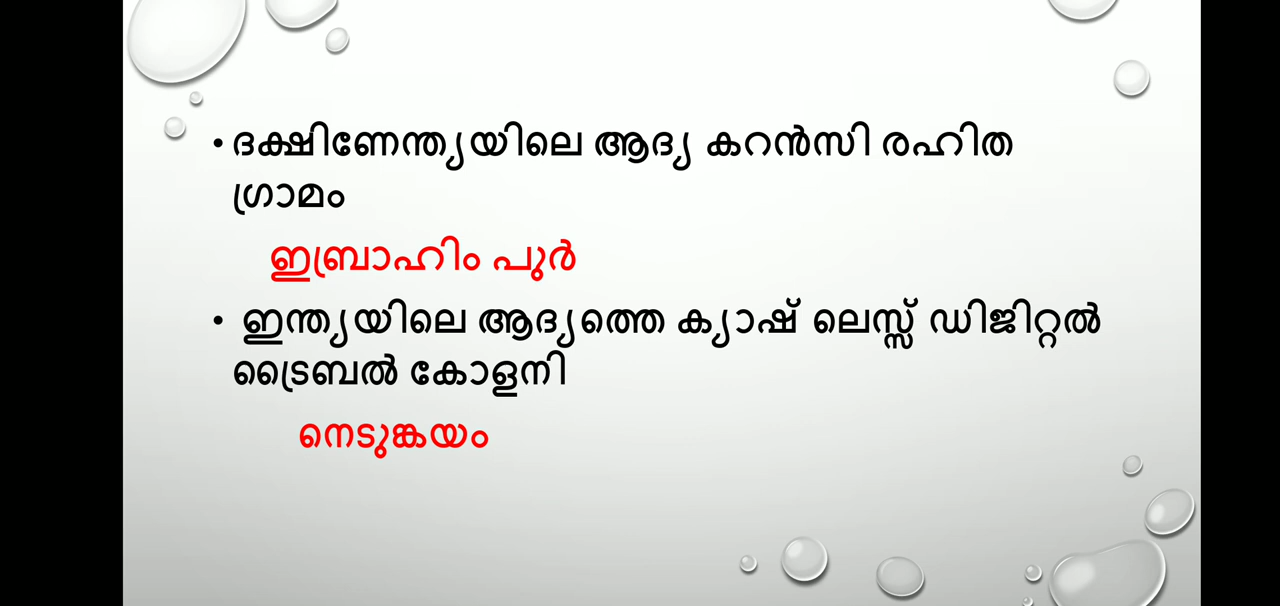 • ദക്ഷിണേന്ത്യയിലെ ആദ്യ കറൻസി രഹിത
ഗ്രാമം
ഇബ്രാഹിം പുർ
• ഇന്ത്യയിലെ ആദ്യത്തെ ക്യാഷ് ലെസ്സ് ഡിജിറ്റൽ
ട്രൈബൽ കോളനി
നെടുങ്കയം